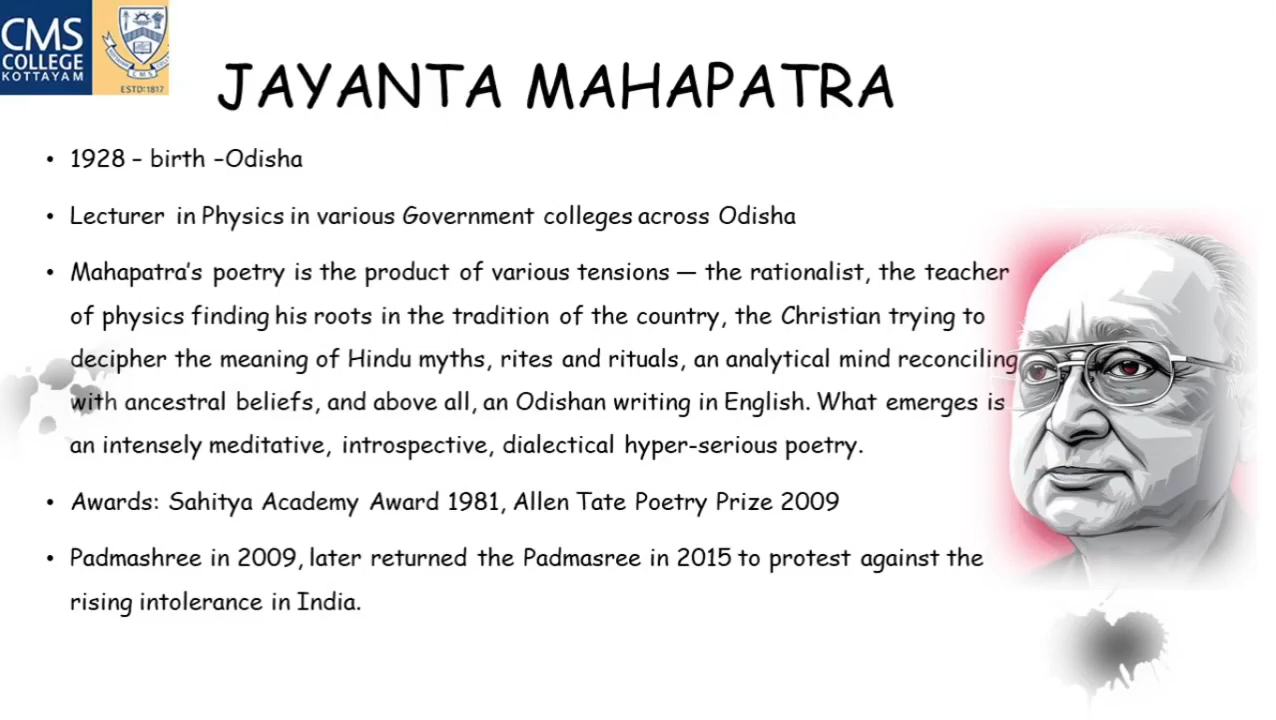 CMS
COLLEGE
KOTTAYAM
CMS
ESTD:1817
JAYANTA MAHAPATRA
• 1928 – birth –Odisha
• Lecturer in Physics in various Government colleges across Odisha
• Mahapatra's poetry is the product of various tensions — the rationalist, the teacher
of physics finding his roots in the tradition of the country, the Christian trying to
decipher the meaning of Hindu myths, rites and rituals, an analytical mind reconciling
with ancestral beliefs, and above all, an Odishan writing in English. What emerges is
an intensely meditative, introspective, dialectical hyper-serious poetry.
• Awards: Sahitya Academy Award 1981, Allen Tate Poetry Prize 2009
• Padmashree in 2009, later returned the Padmasree in 2015 to protest against the
rising intolerance in India.